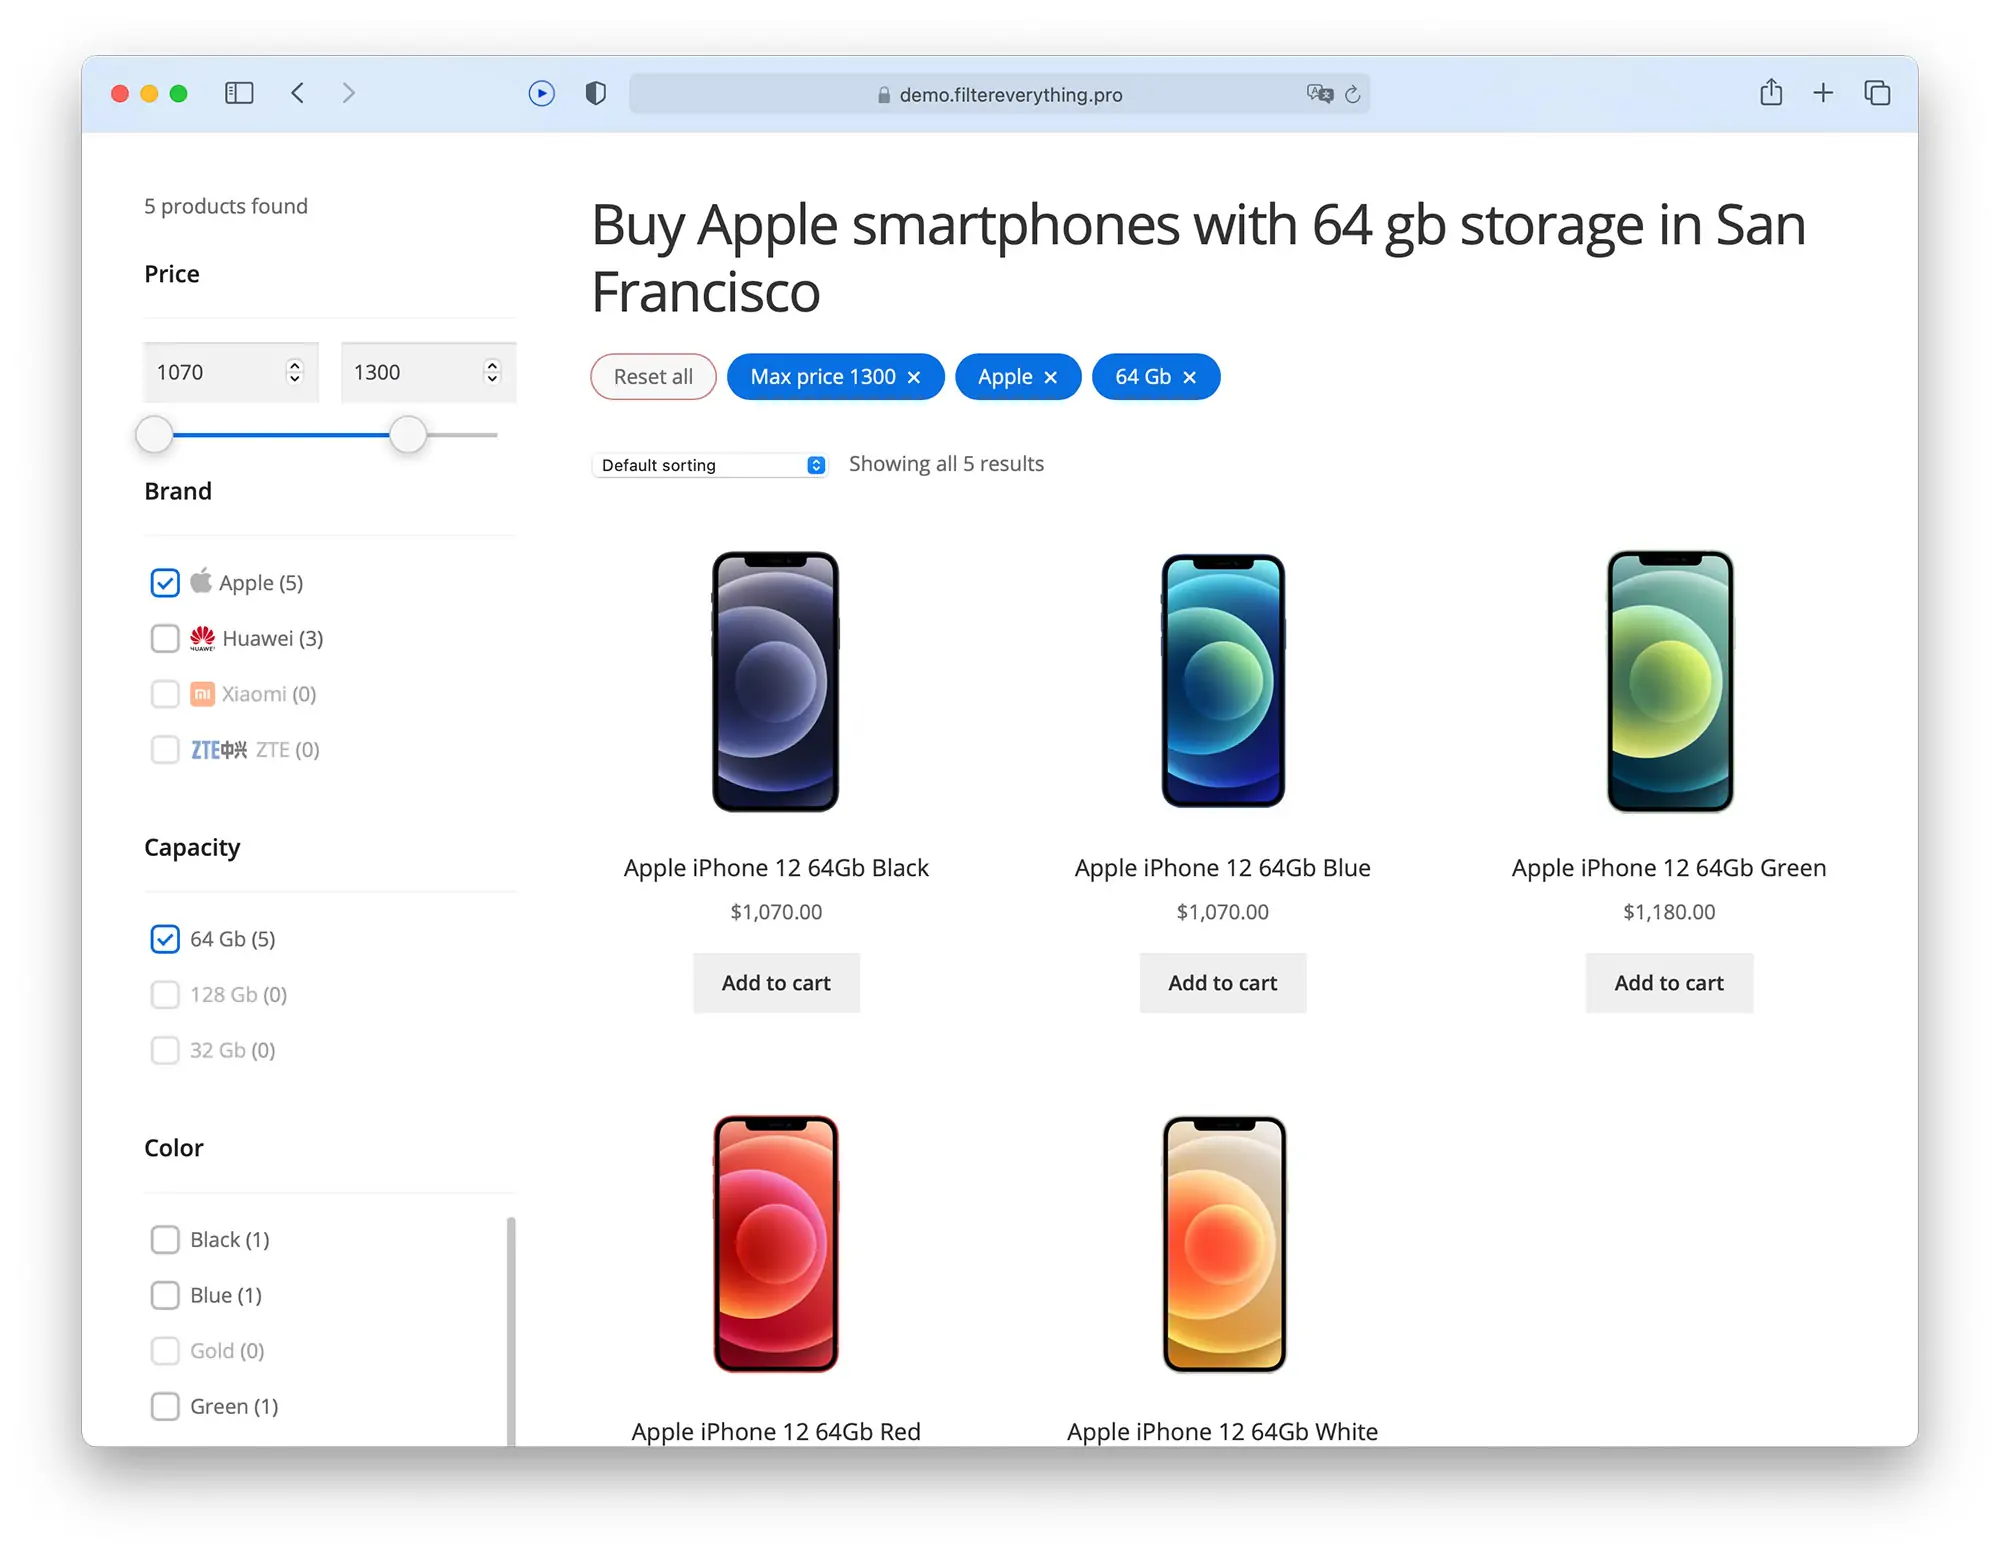 demo.filtereverything.pro
5 products found
Price
1070
1300
Brand
Apple (5)
HUAWEI Huawei (3)
mi Xiaomi (0)
ZTE中兴 ZTE (0)
Capacity
64 Gb (5)
128 Gb (0)
32 Gb (0)
Color
Black (1)
Blue (1)
Gold (0)
Green (1)
Buy Apple smartphones with 64 gb storage in San
Francisco
Reset all
Max price 1300 ×
Apple ×
64 Gb ×
Default sorting
Showing all 5 results
Apple iPhone 12 64Gb Black
$1,070.00
Add to cart
Apple iPhone 12 64Gb Blue
$1,070.00
Add to cart
Apple iPhone 12 64Gb Green
$1,180.00
Add to cart
Apple iPhone 12 64Gb Red
Apple iPhone 12 64Gb White